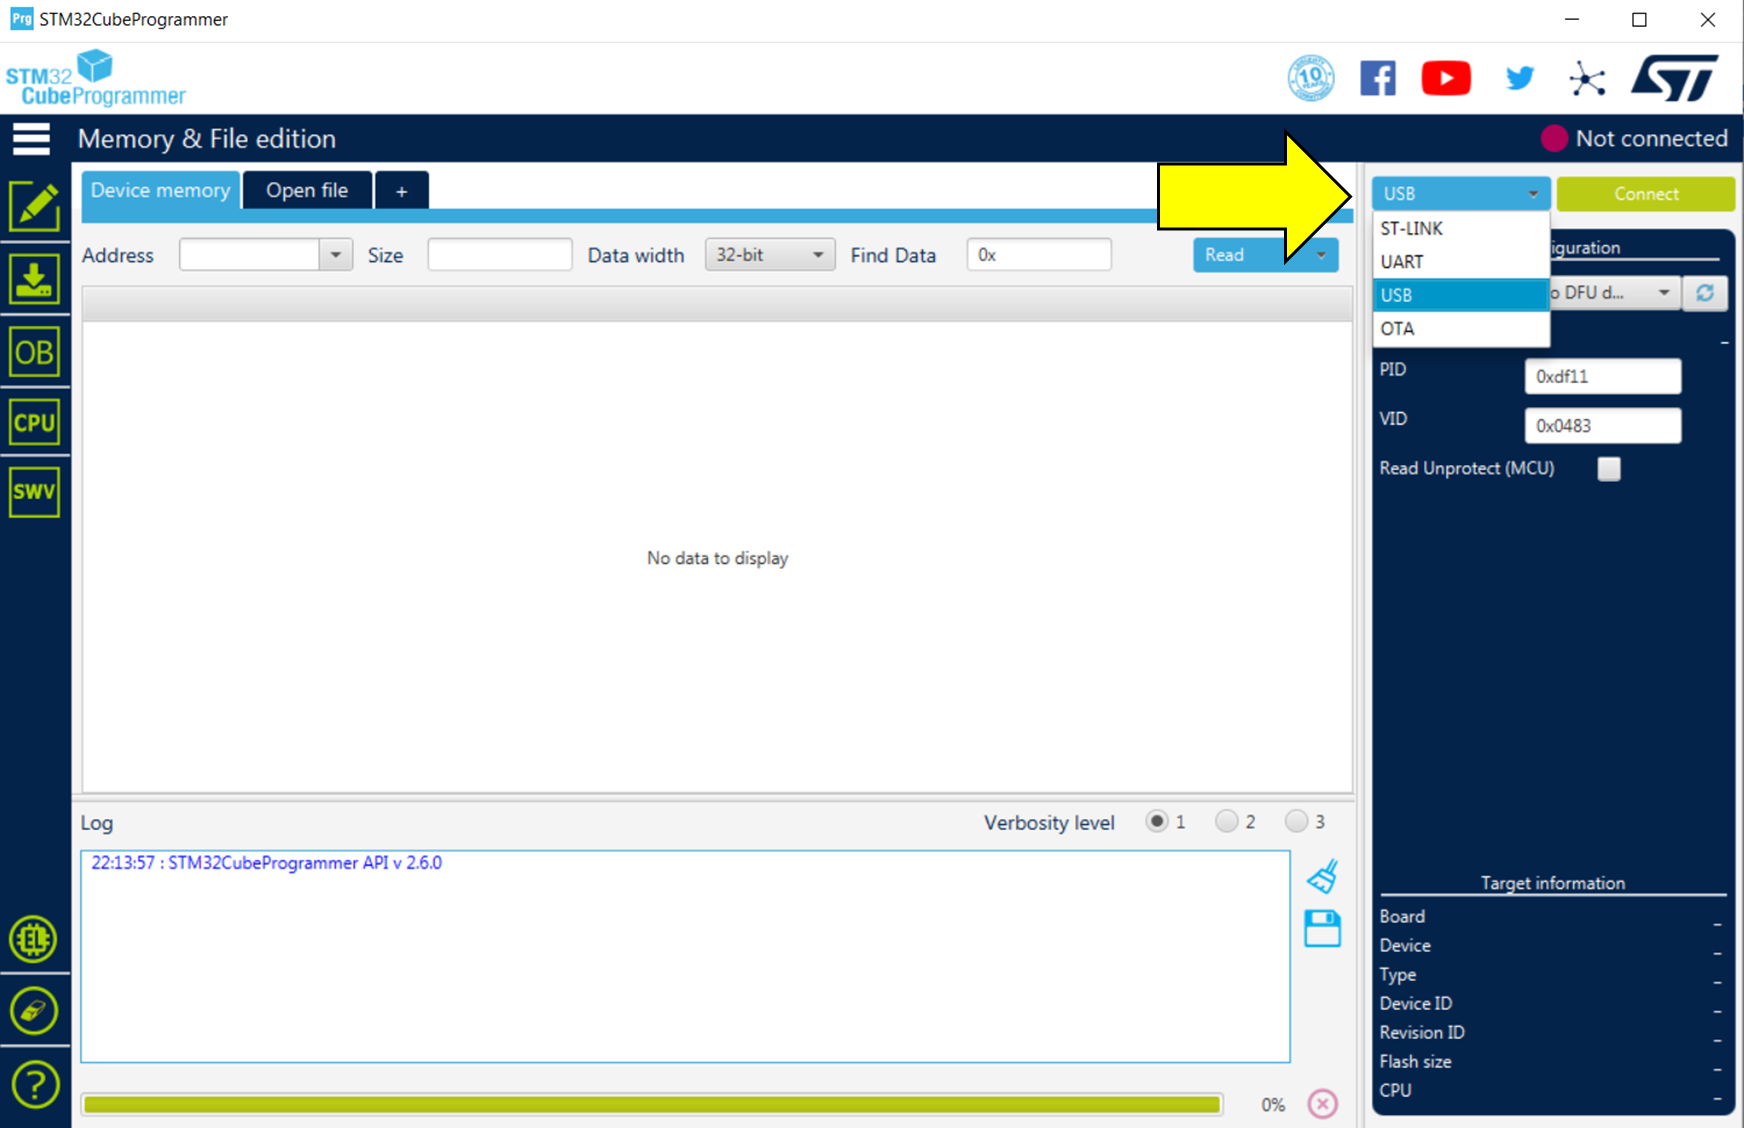 Prg STM32CubeProgrammer
STM32
CubeProgrammer
10
ST
Memory & File edition
Not connected
Device memory
Open file
+
USB
Connect
ST-LINK
UART
USB
OTA
Address
Size
Data width
32-bit
Find Data
0x
Read
iguration
o DFU d...
PID
0xdf11
VID
0x0483
Read Unprotect (MCU)
OB
CPU
SWV
No data to display
Log
Verbosity level
1
2
3
22:13:57 : STM32CubeProgrammer API v 2.6.0
Target information
Board -
Device -
Type -
Device ID -
Revision ID -
Flash size -
CPU -
EL
?
0%